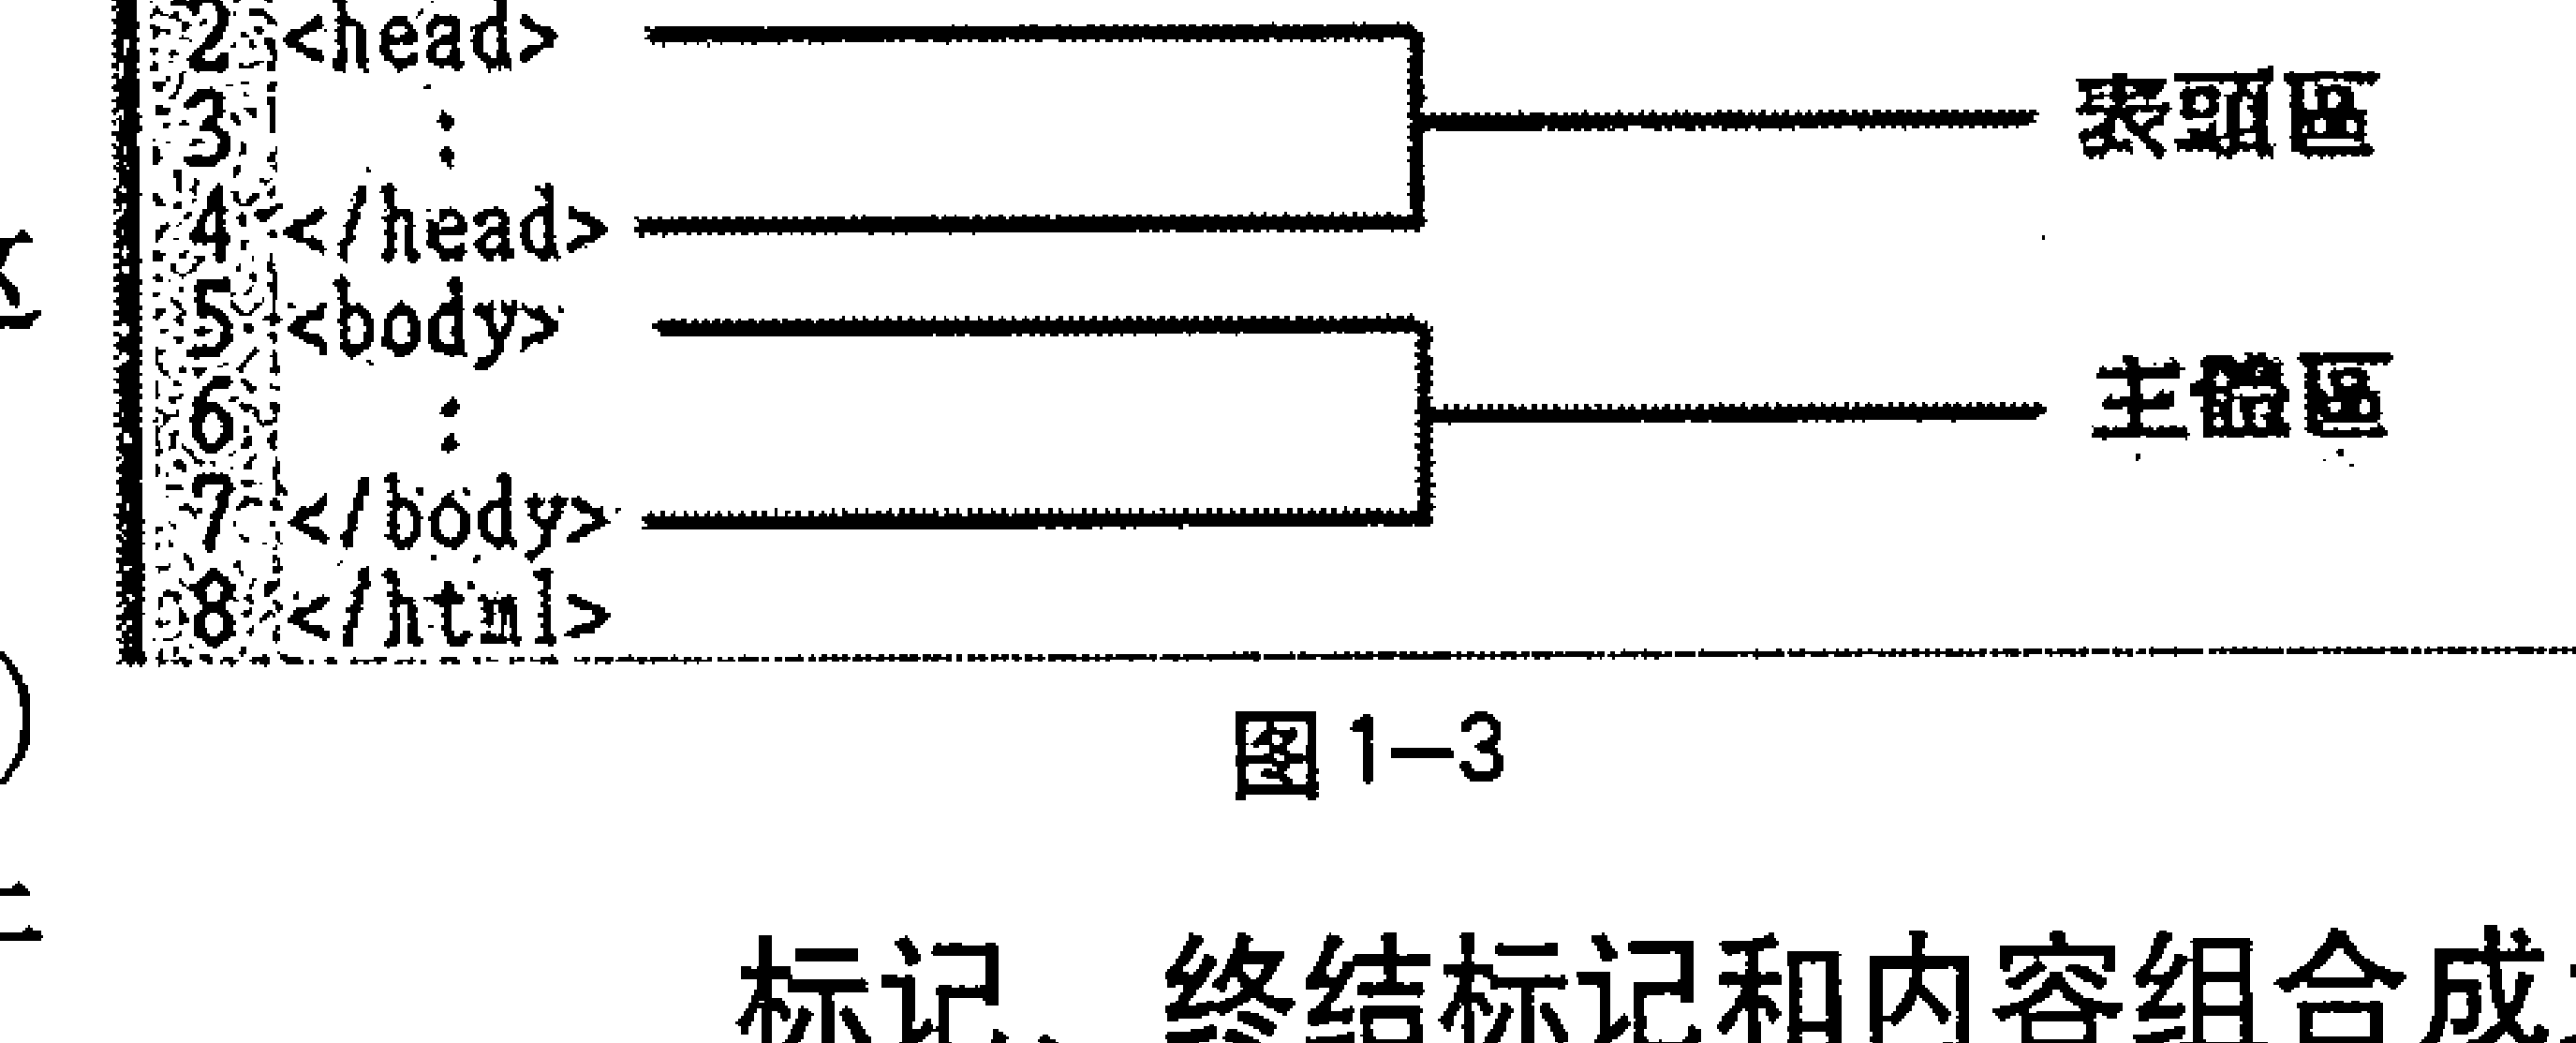 2 <head>
3 :
表頭區
4 </head>
5 <body>
6 :
主體區
7 </body>
8 </html>
图 1-3
标记、终结标记和内容组合成